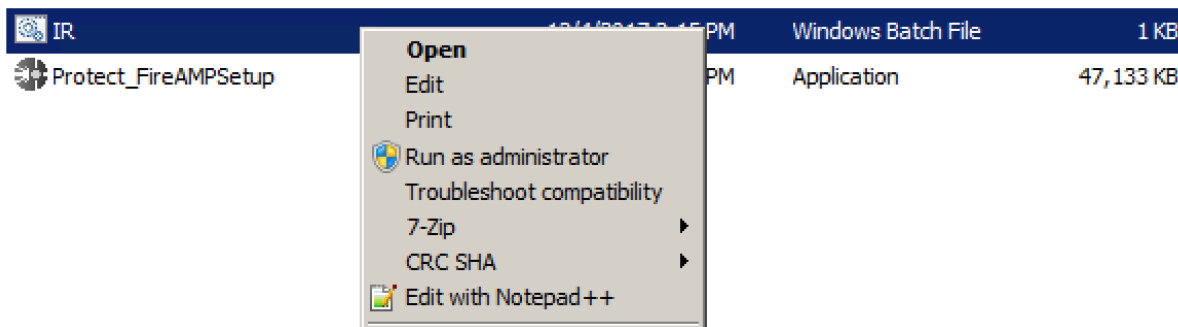 IR PM Windows Batch File 1 KB
Open
Protect_FireAMPSetup PM Application 47,133 KB
Edit
Print
Run as administrator
Troubleshoot compatibility
7-Zip
CRC SHA
Edit with Notepad++